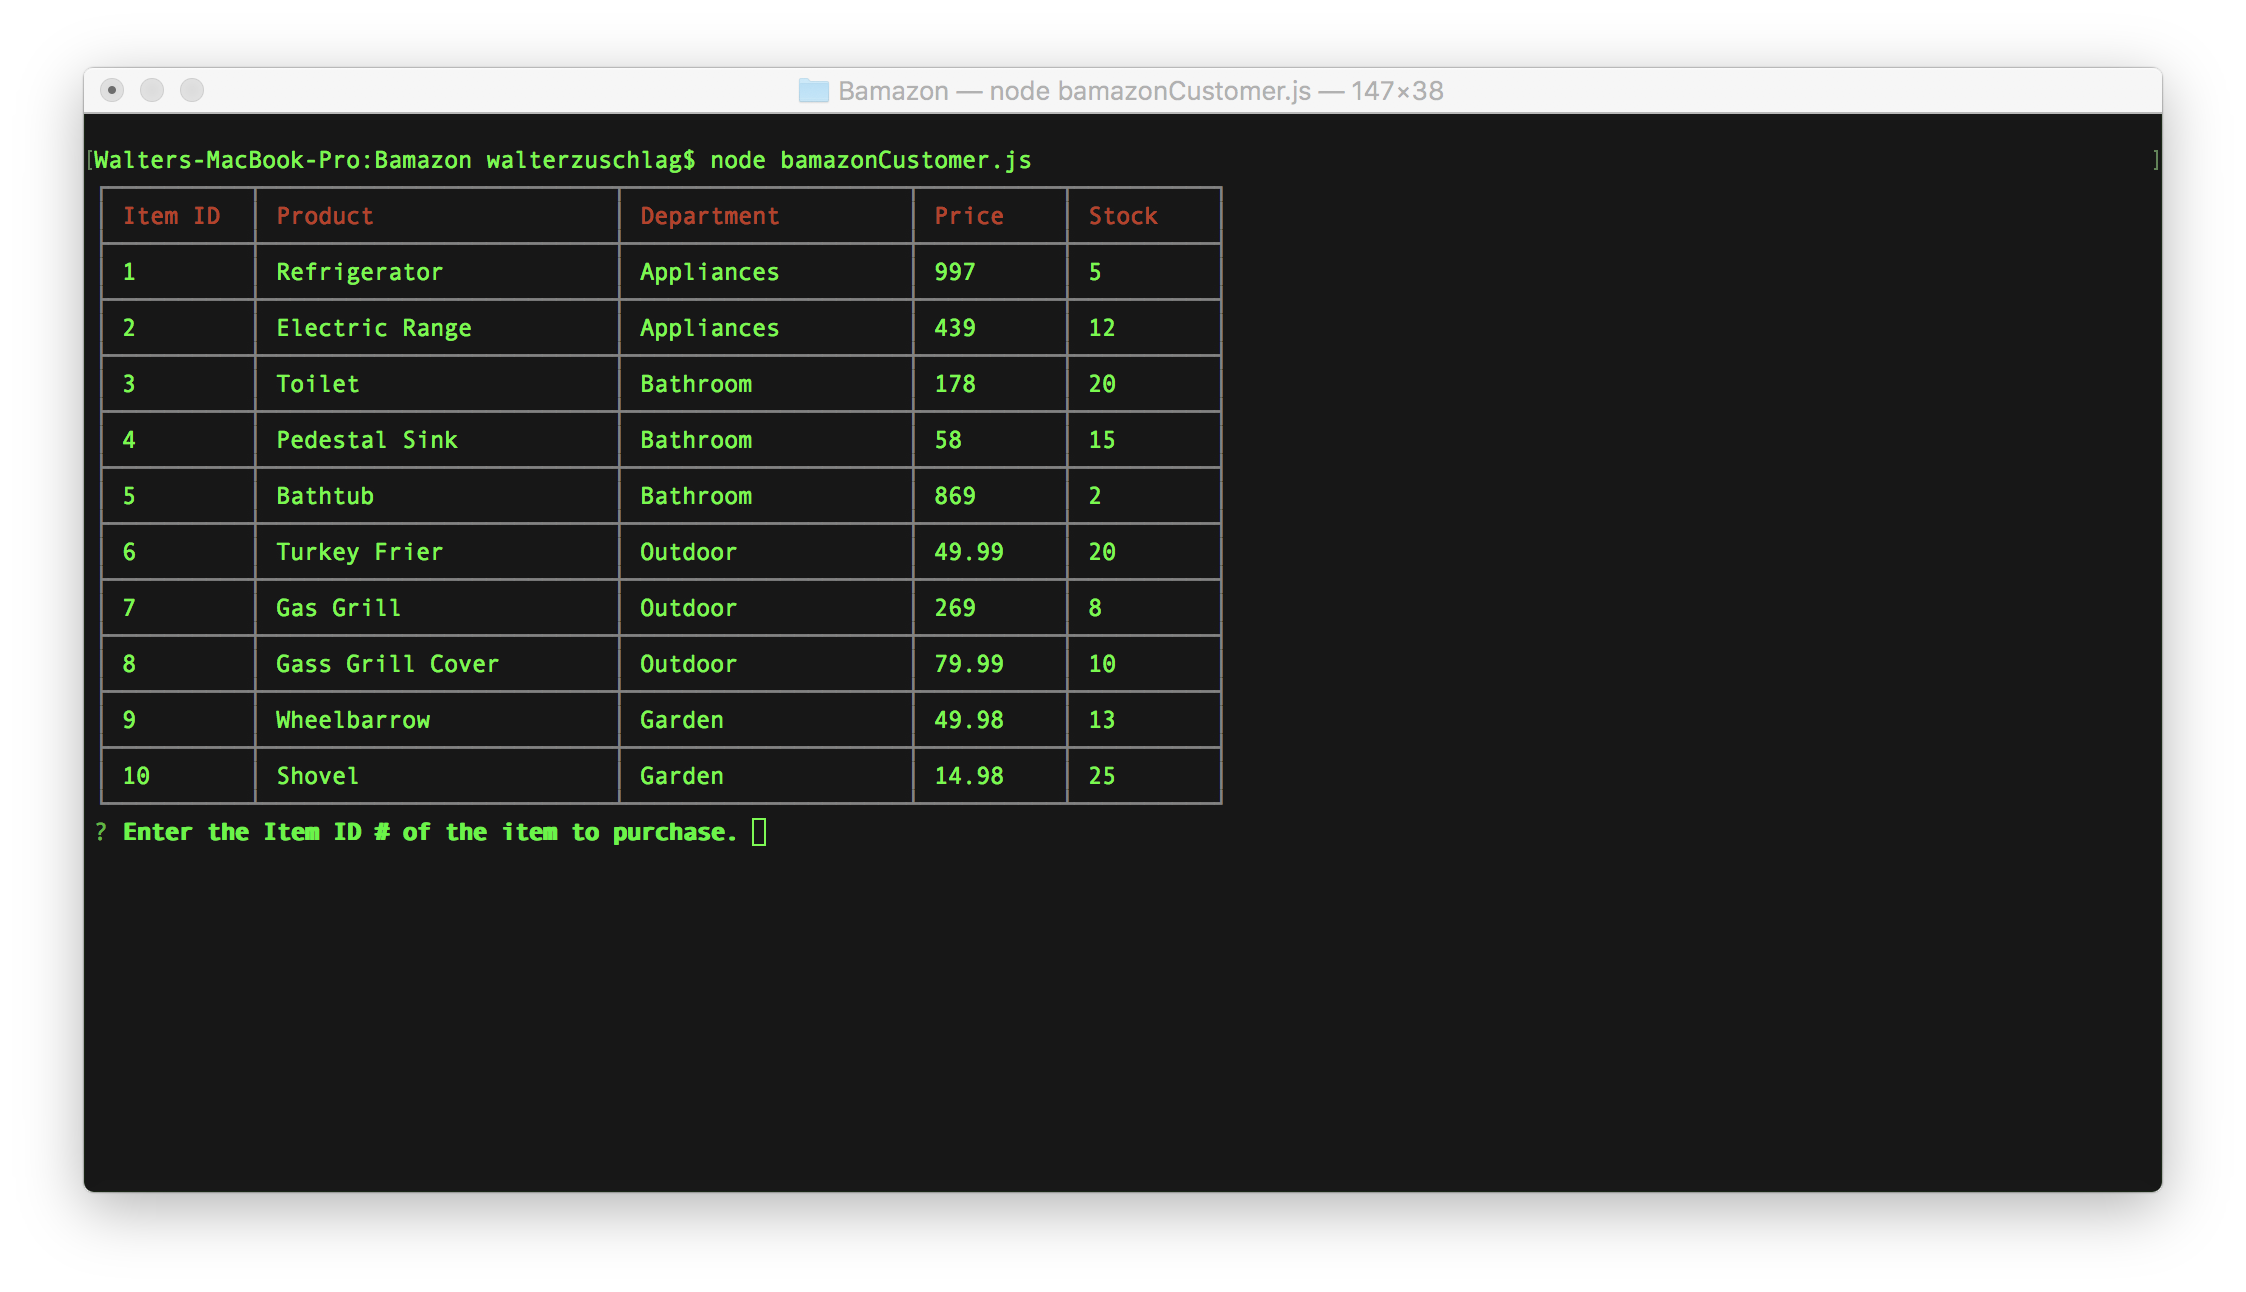 Bamazon — node bamazonCustomer.js — 147×38
[Walters-MacBook-Pro:Bamazon walterzuschlag$ node bamazonCustomer.js ]
Item ID Product Department Price Stock
1 Refrigerator Appliances 997 5
2 Electric Range Appliances 439 12
3 Toilet Bathroom 178 20
4 Pedestal Sink Bathroom 58 15
5 Bathtub Bathroom 869 2
6 Turkey Frier Outdoor 49.99 20
7 Gas Grill Outdoor 269 8
8 Gass Grill Cover Outdoor 79.99 10
9 Wheelbarrow Garden 49.98 13
10 Shovel Garden 14.98 25
? Enter the Item ID # of the item to purchase.